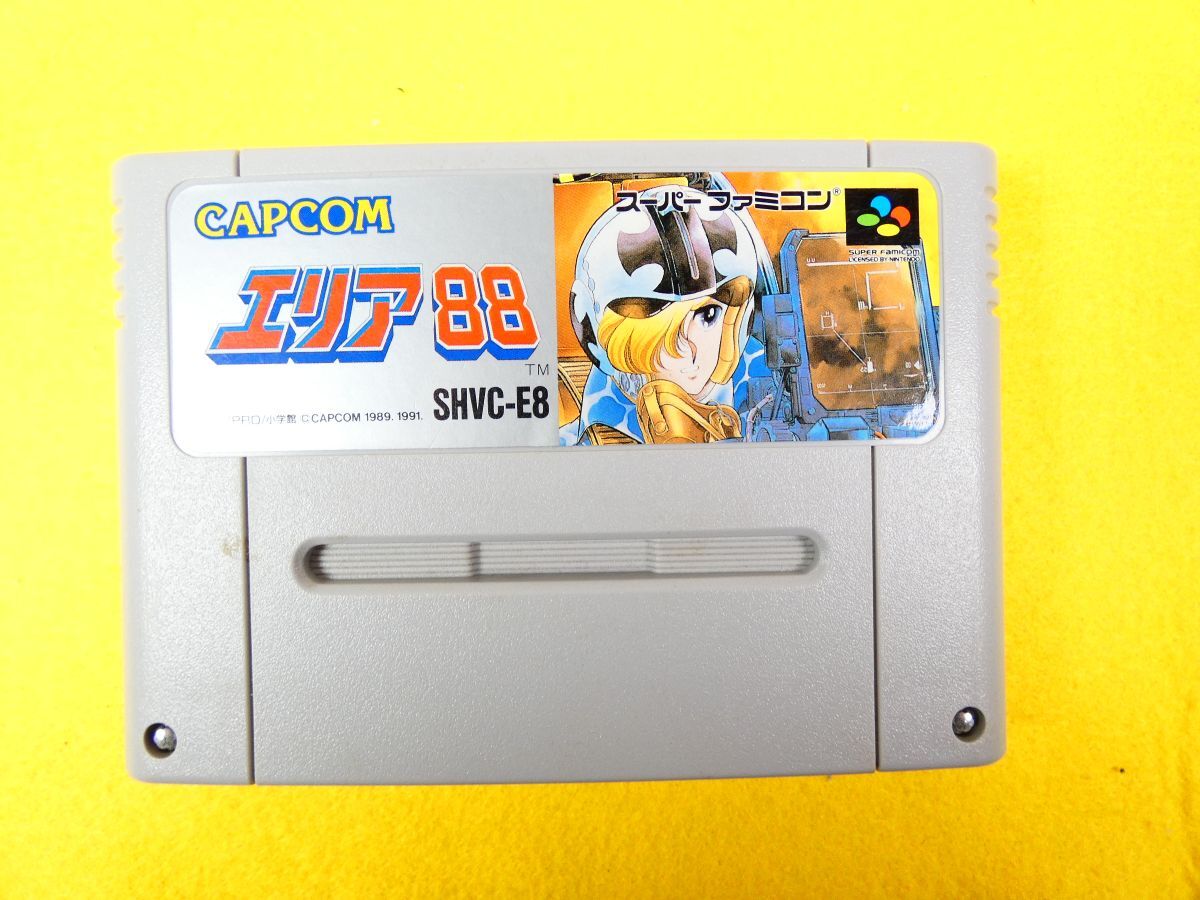 CAPCOM
エリア88
TM
SHVC-E8
小学館 © CAPCOM 1989. 1991.
スーパーファミコン®
SUPER FAMICOM
LICENSED BY NINTENDO